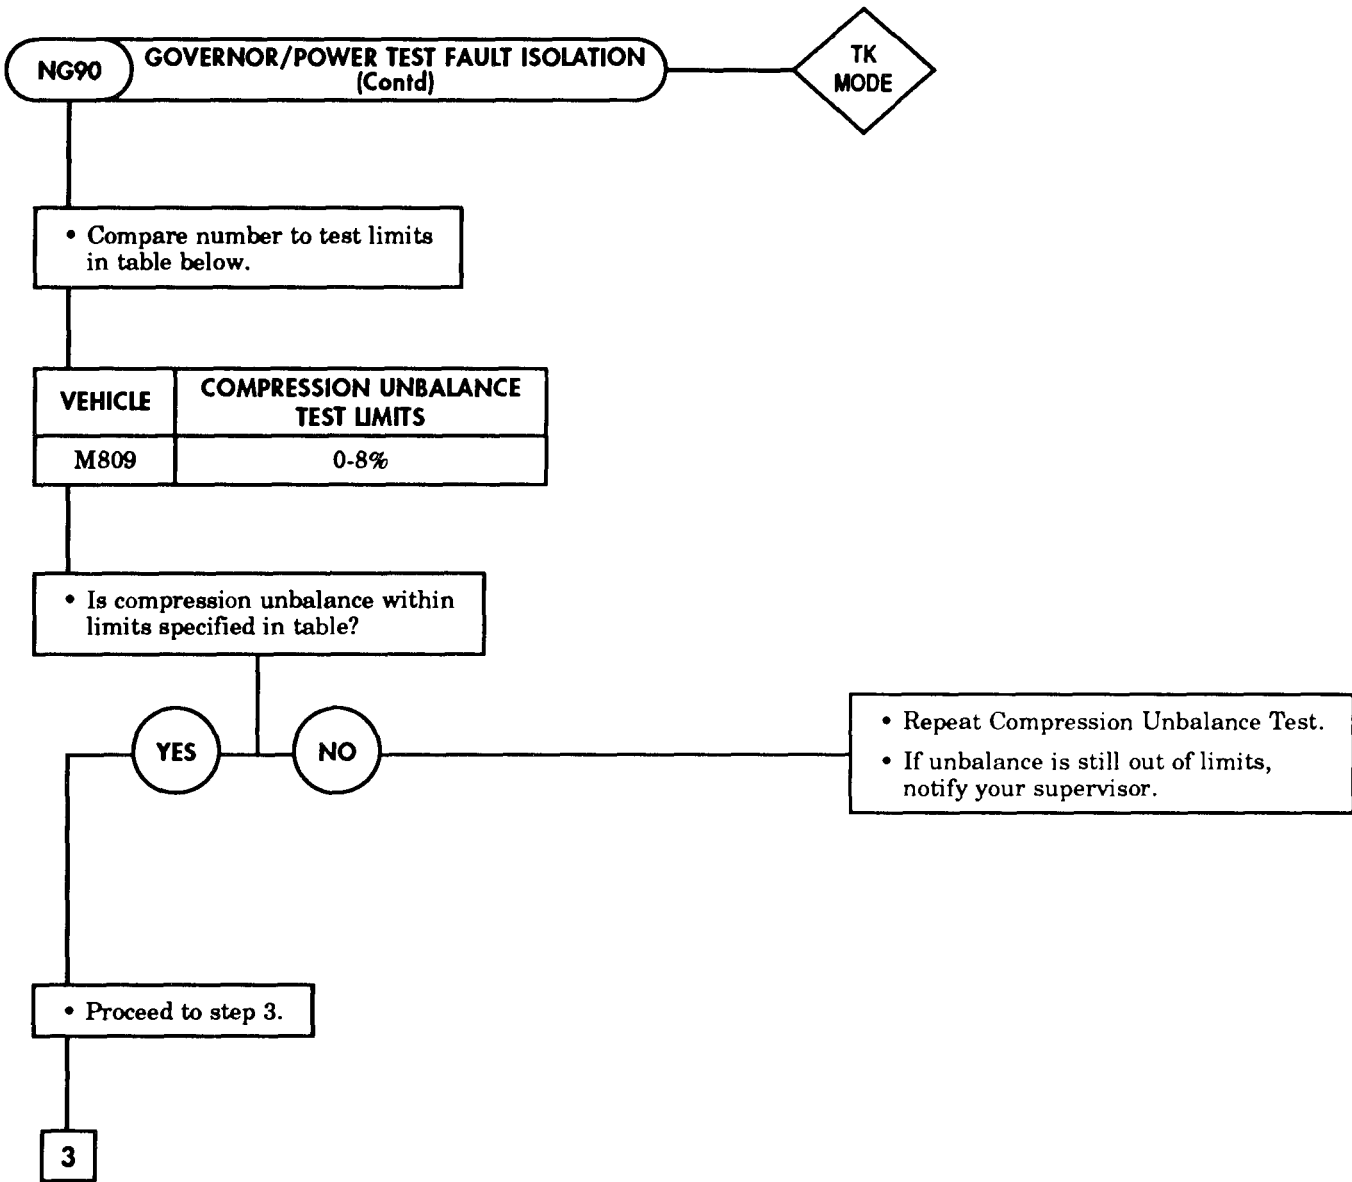 NG90
GOVERNOR/POWER TEST FAULT ISOLATION
(Contd)
TK
MODE
• Compare number to test limits
in table below.
VEHICLE
COMPRESSION UNBALANCE
TEST LIMITS
M809
0-8%
• Is compression unbalance within
limits specified in table?
YES
NO
• Repeat Compression Unbalance Test.
• If unbalance is still out of limits,
notify your supervisor.
• Proceed to step 3.
3